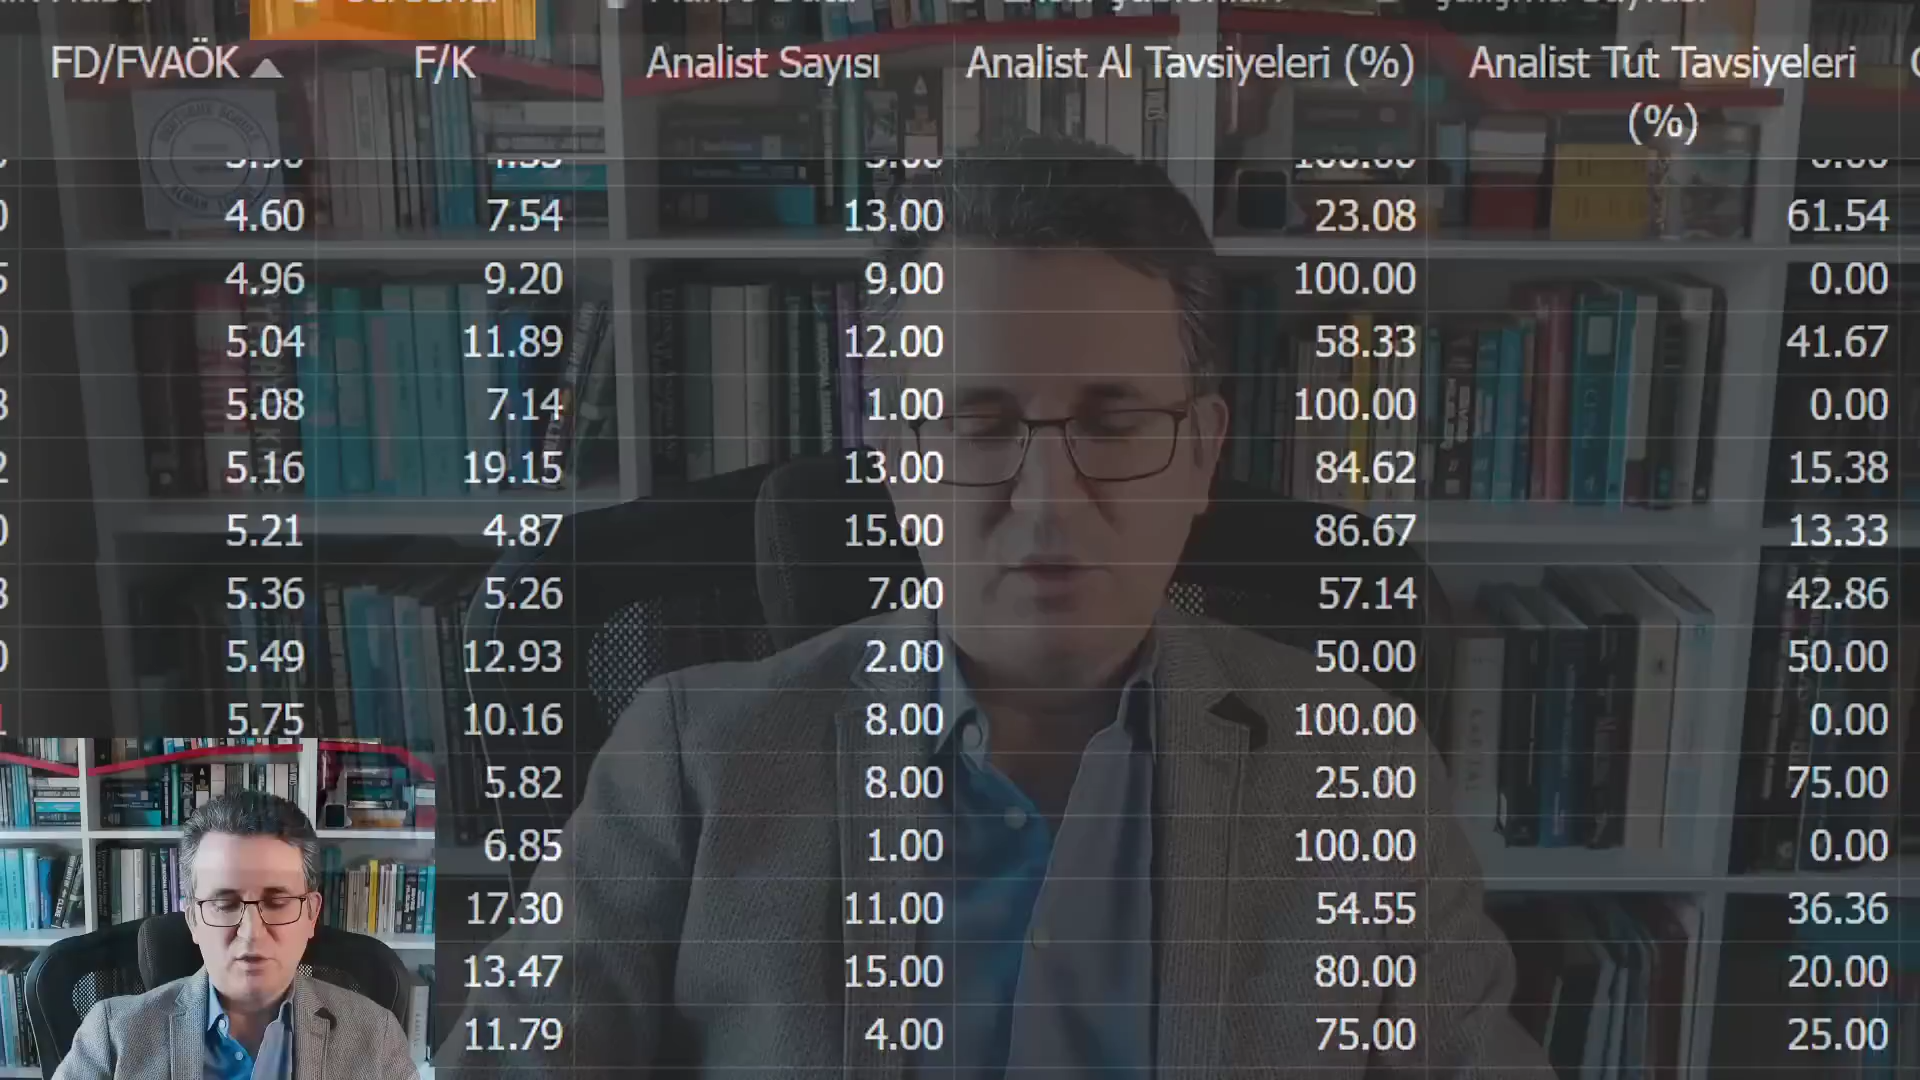 FD/FVAÖK F/K Analist Sayısı Analist Al Tavsiyeleri (%) Analist Tut Tavsiyeleri
(%)
4.60 7.54 13.00 23.08 61.54
4.96 9.20 9.00 100.00 0.00
5.04 11.89 12.00 58.33 41.67
5.08 7.14 1.00 100.00 0.00
5.16 19.15 13.00 84.62 15.38
5.21 4.87 15.00 86.67 13.33
5.36 5.26 7.00 57.14 42.86
5.49 12.93 2.00 50.00 50.00
5.75 10.16 8.00 100.00 0.00
5.82 8.00 25.00 75.00
6.85 1.00 100.00 0.00
17.30 11.00 54.55 36.36
13.47 15.00 80.00 20.00
11.79 4.00 75.00 25.00